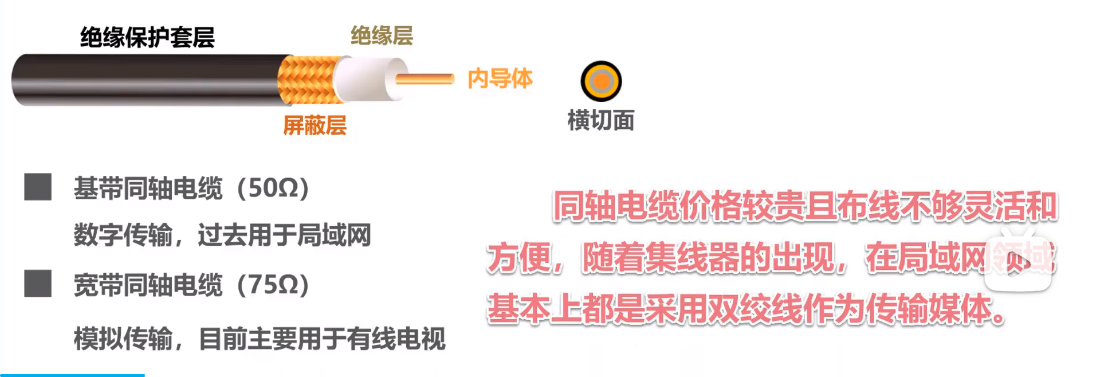 绝缘保护套层
绝缘层
内导体
屏蔽层
横切面
基带同轴电缆（50Ω）
数字传输，过去用于局域网
宽带同轴电缆（75Ω）
模拟传输，目前主要用于有线电视
同轴电缆价格较贵且布线不够灵活和
方便，随着集线器的出现，在局域网领域
基本上都是采用双绞线作为传输媒体。